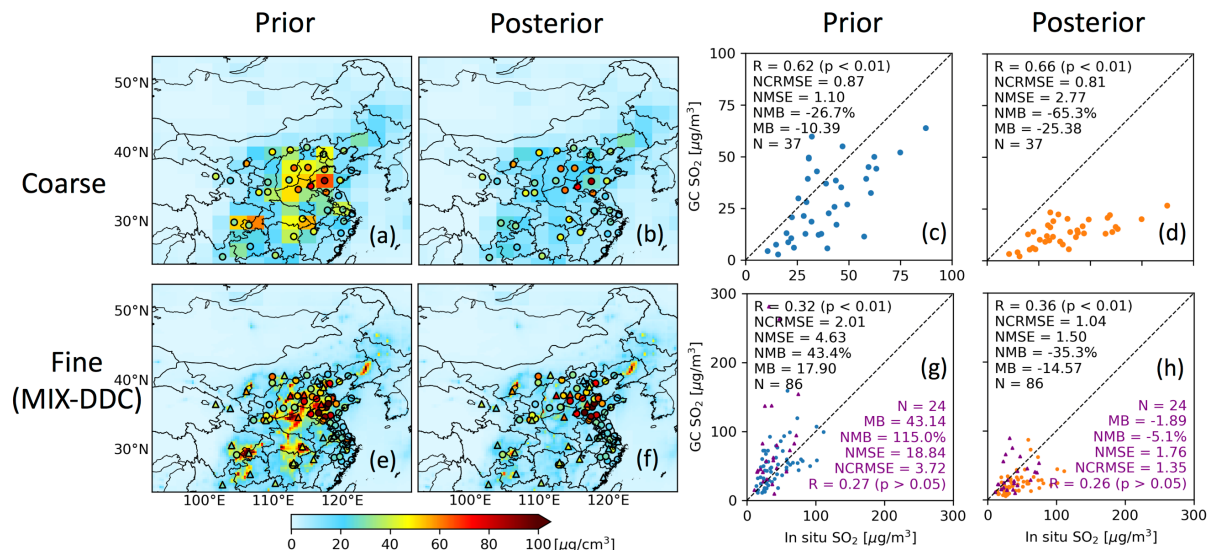 Prior
Posterior
Prior
Posterior
Coarse
50°N
40°N
30°N
(a)
(b)
GC SO₂ [μg/m³]
100
75
50
25
0
R = 0.62 (p < 0.01)
NCRMSE = 0.87
NMSE = 1.10
NMB = -26.7%
MB = -10.39
N = 37
(c)
0
25
50
75
100
R = 0.66 (p < 0.01)
NCRMSE = 0.81
NMSE = 2.77
NMB = -65.3%
MB = -25.38
N = 37
(d)
Fine
(MIX-DDC)
50°N
40°N
30°N
(e)
(f)
100°E
110°E
120°E
100°E
110°E
120°E
0
20
40
60
80
100
[μg/cm³]
GC SO₂ [μg/m³]
300
200
100
0
R = 0.32 (p < 0.01)
NCRMSE = 2.01
NMSE = 4.63
NMB = 43.4%
MB = 17.90
N = 86
(g)
N = 24
MB = 43.14
NMB = 115.0%
NMSE = 18.84
NCRMSE = 3.72
R = 0.27 (p > 0.05)
0
100
200
300
In situ SO₂ [μg/m³]
R = 0.36 (p < 0.01)
NCRMSE = 1.04
NMSE = 1.50
NMB = -35.3%
MB = -14.57
N = 86
(h)
N = 24
MB = -1.89
NMB = -5.1%
NMSE = 1.76
NCRMSE = 1.35
R = 0.26 (p > 0.05)
0
100
200
300
In situ SO₂ [μg/m³]